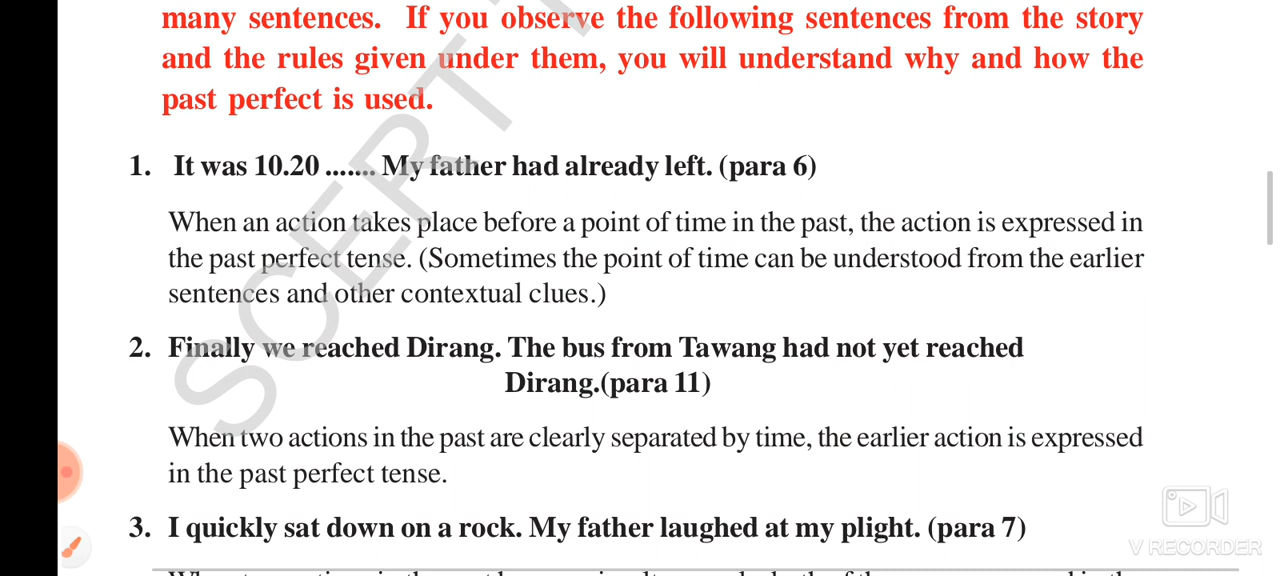 many sentences. If you observe the following sentences from the story
and the rules given under them, you will understand why and how the
past perfect is used.
1. It was 10.20 ....... My father had already left. (para 6)
When an action takes place before a point of time in the past, the action is expressed in
the past perfect tense. (Sometimes the point of time can be understood from the earlier
sentences and other contextual clues.)
2. Finally we reached Dirang. The bus from Tawang had not yet reached
Dirang.(para 11)
When two actions in the past are clearly separated by time, the earlier action is expressed
in the past perfect tense.
3. I quickly sat down on a rock. My father laughed at my plight. (para 7)
SCERT T
V RECORDER